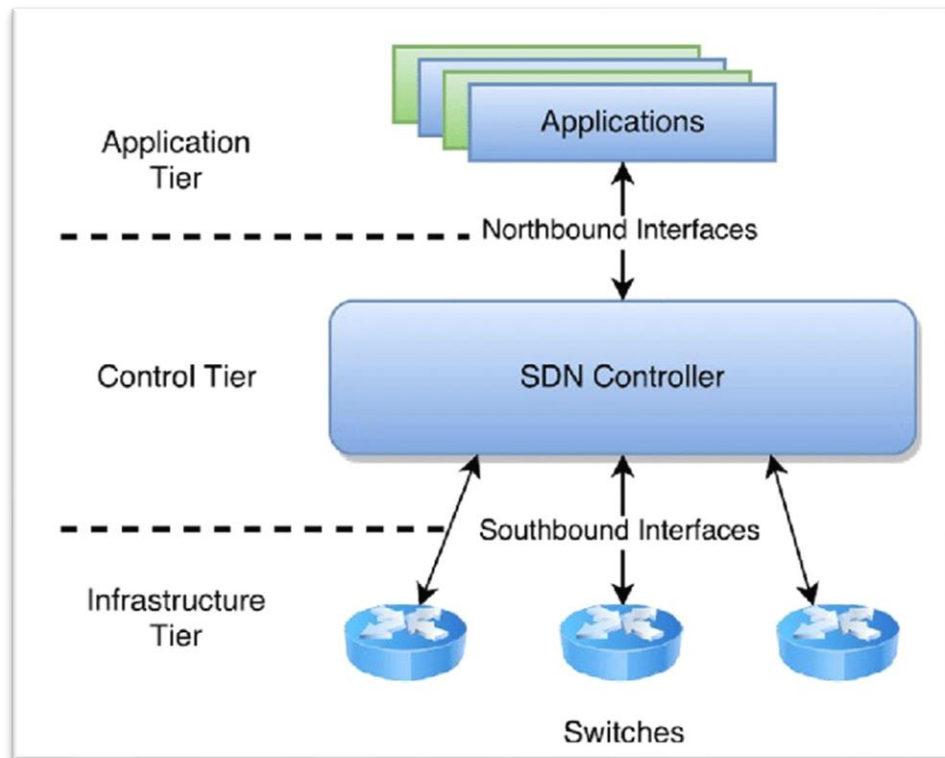 Applications
Application
Tier
Northbound Interfaces
Control Tier
SDN Controller
Southbound Interfaces
Infrastructure
Tier
Switches